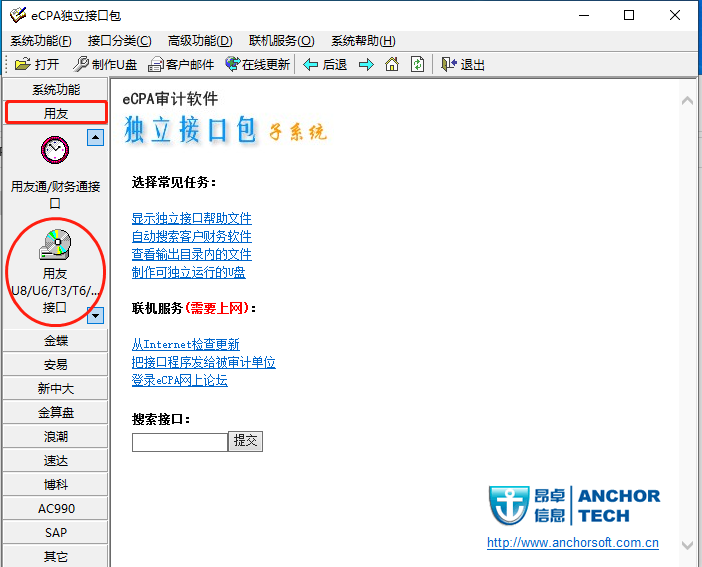 eCPA独立接口包
系统功能(F) 接口分类(C) 高级功能(D) 联机服务(O) 系统帮助(H)
打开 制作U盘 客户邮件 在线更新 后退 退出
系统功能
用友
用友通/财务通接
口
用友
U8/U6/T3/T6/...
接口
金蝶
安易
新中大
金算盘
浪潮
速达
博科
AC990
SAP
其它
eCPA审计软件
独立接口包 子系统
选择常见任务：
显示独立接口帮助文件
自动搜索客户财务软件
查看输出目录内的文件
制作可独立运行的U盘
联机服务(需要上网)：
从Internet检查更新
把接口程序发给被审计单位
登录eCPA网上论坛
搜索接口：
提交
昂卓 ANCHOR
信息 TECH
http://www.anchorsoft.com.cn